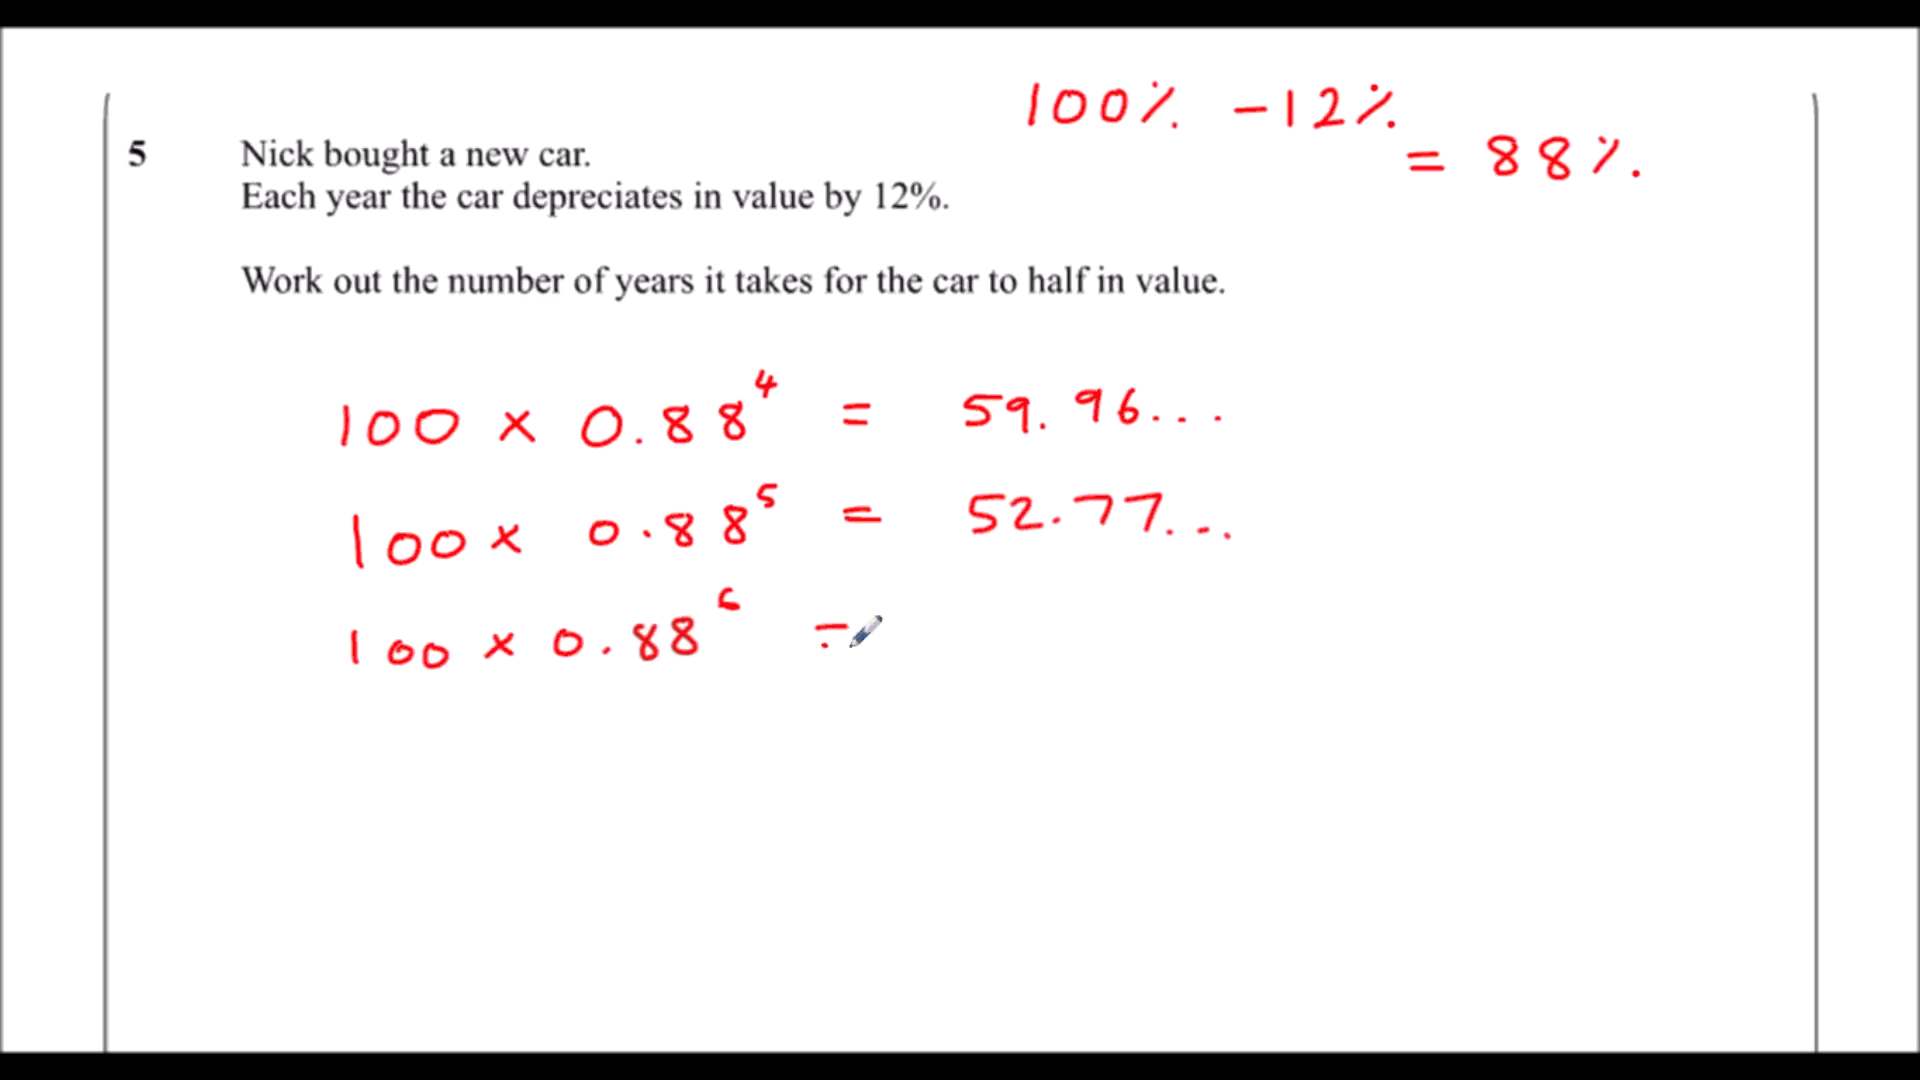 100% - 12%
= 88%.
5 Nick bought a new car.
Each year the car depreciates in value by 12%.
Work out the number of years it takes for the car to half in value.
100 × 0.88⁴ = 59.96...
100 × 0.88⁵ = 52.77...
100 × 0.88⁶ =